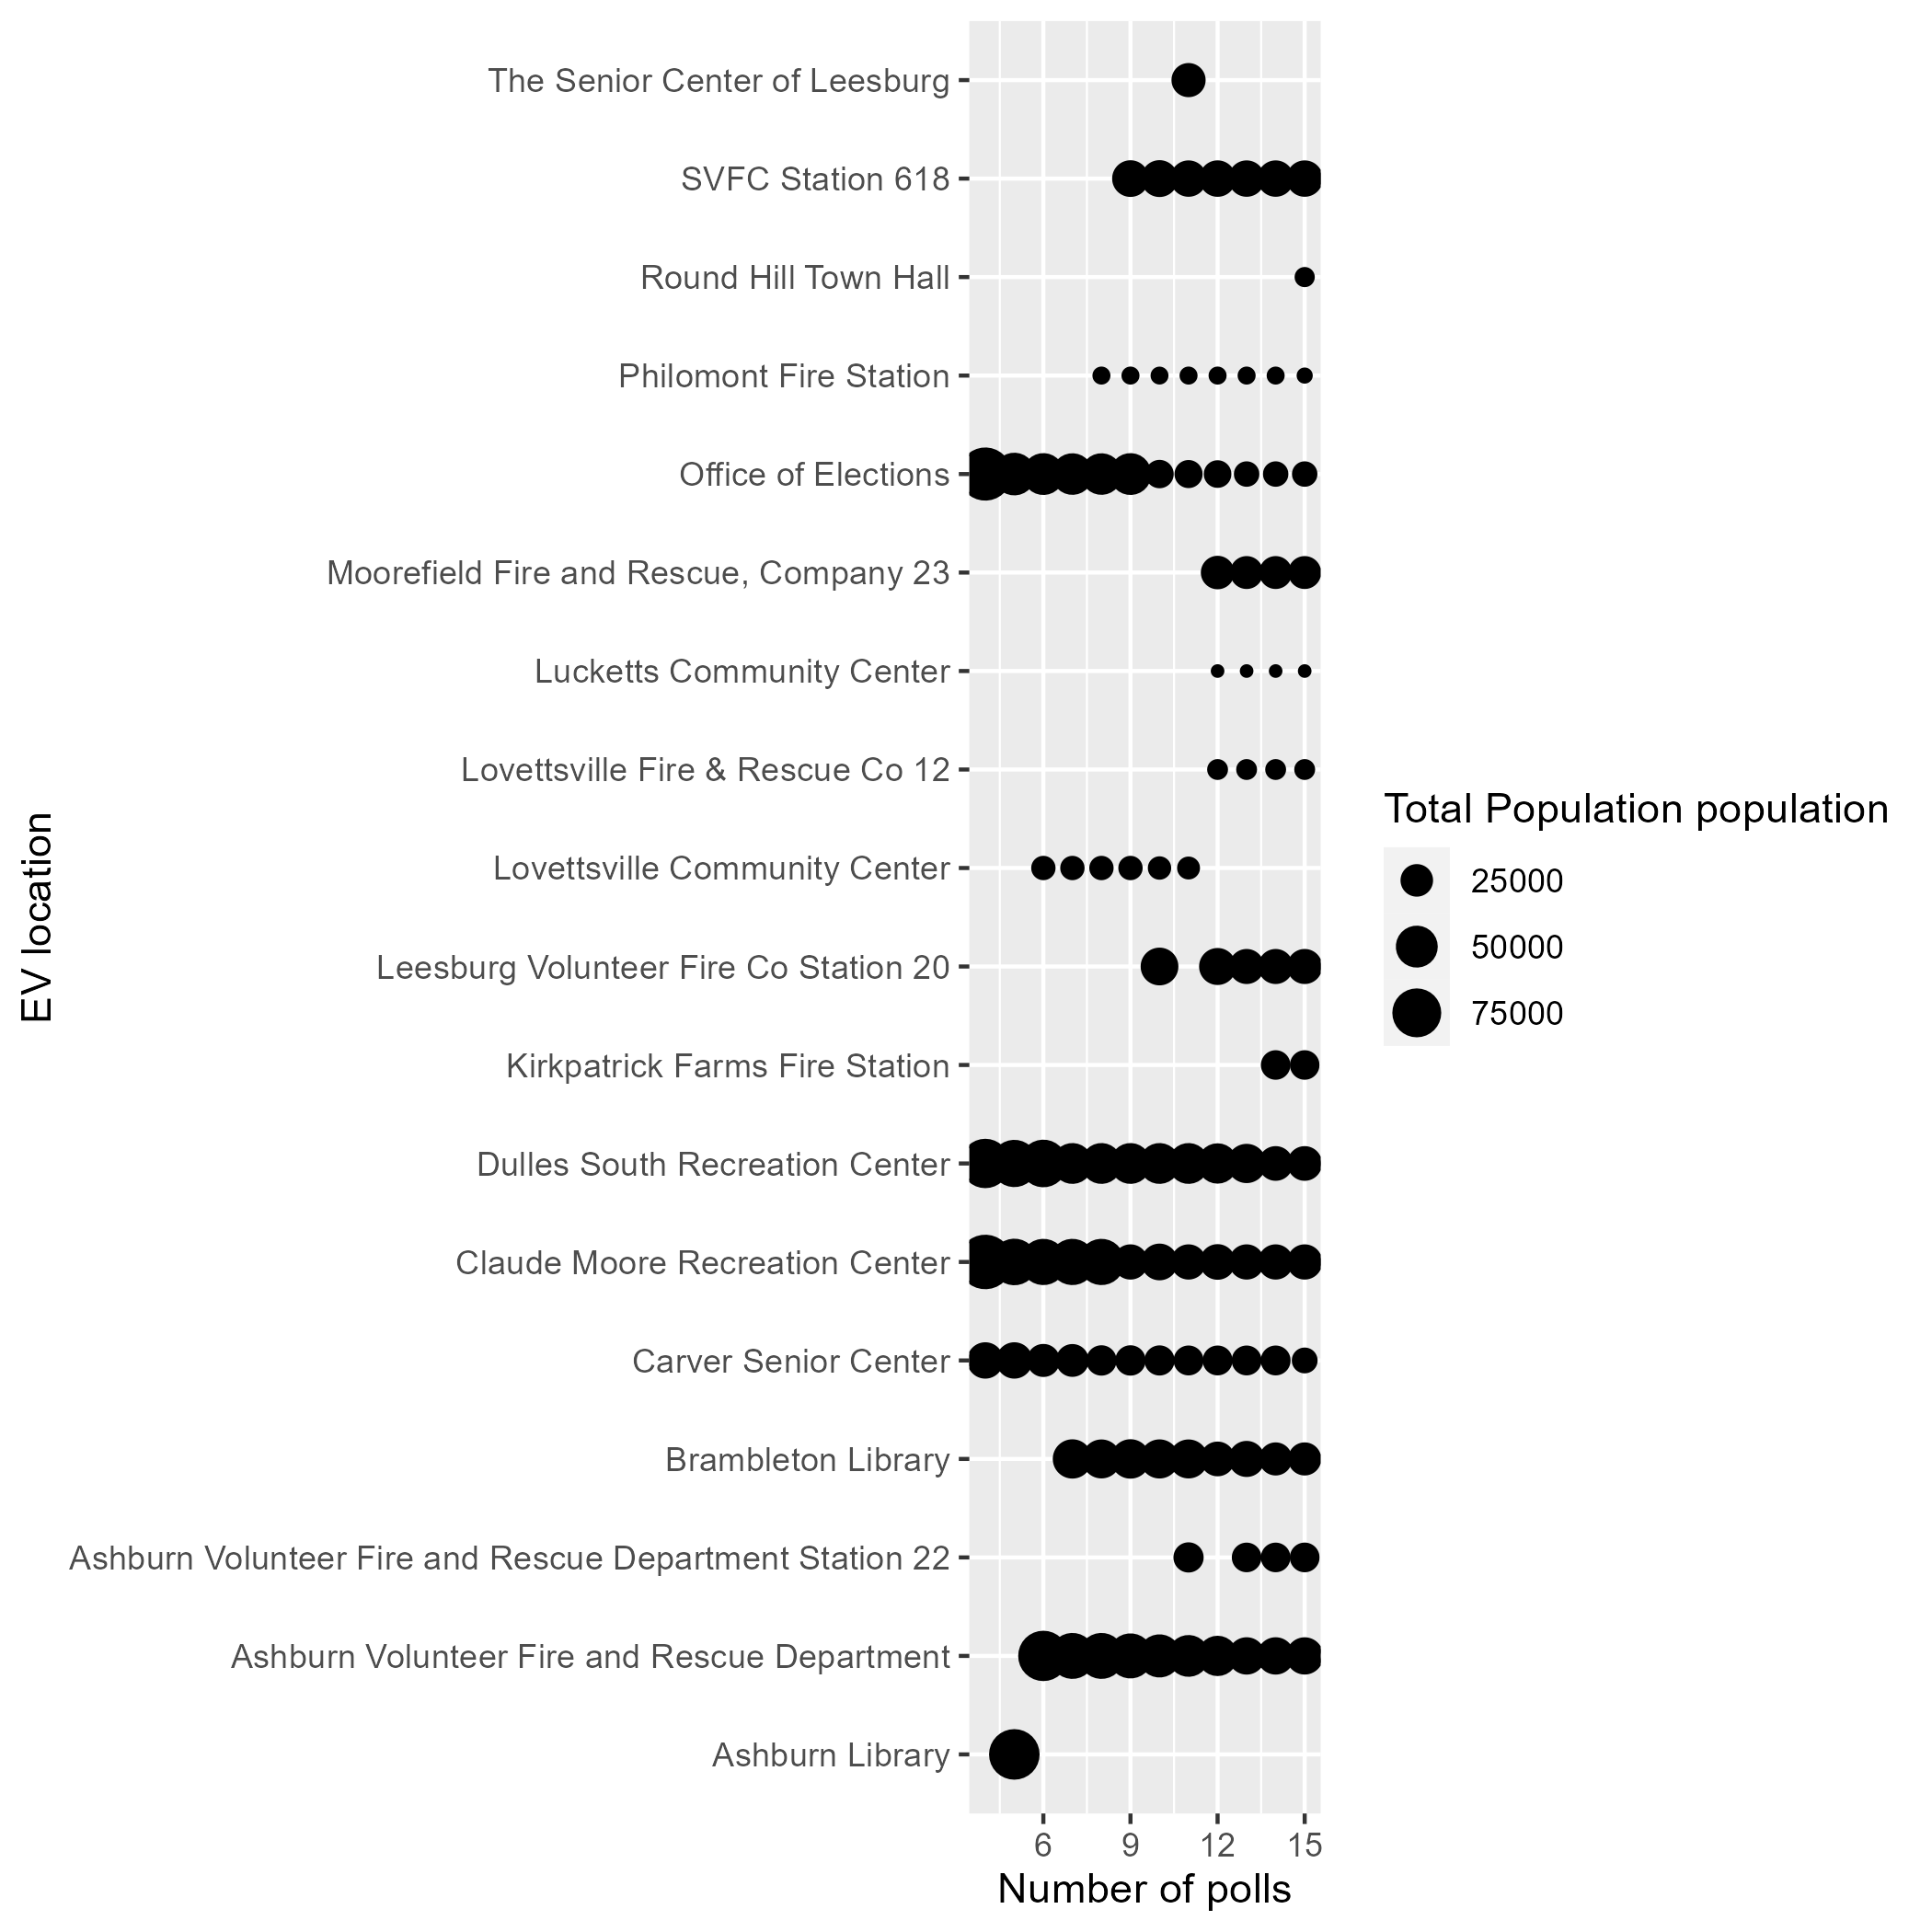 The Senior Center of Leesburg
SVFC Station 618
Round Hill Town Hall
Philomont Fire Station
Office of Elections
Moorefield Fire and Rescue, Company 23
Lucketts Community Center
Lovettsville Fire & Rescue Co 12
Lovettsville Community Center
Leesburg Volunteer Fire Co Station 20
Kirkpatrick Farms Fire Station
Dulles South Recreation Center
Claude Moore Recreation Center
Carver Senior Center
Brambleton Library
Ashburn Volunteer Fire and Rescue Department Station 22
Ashburn Volunteer Fire and Rescue Department
Ashburn Library
EV location
6 9 12 15
Number of polls
Total Population population
25000
50000
75000